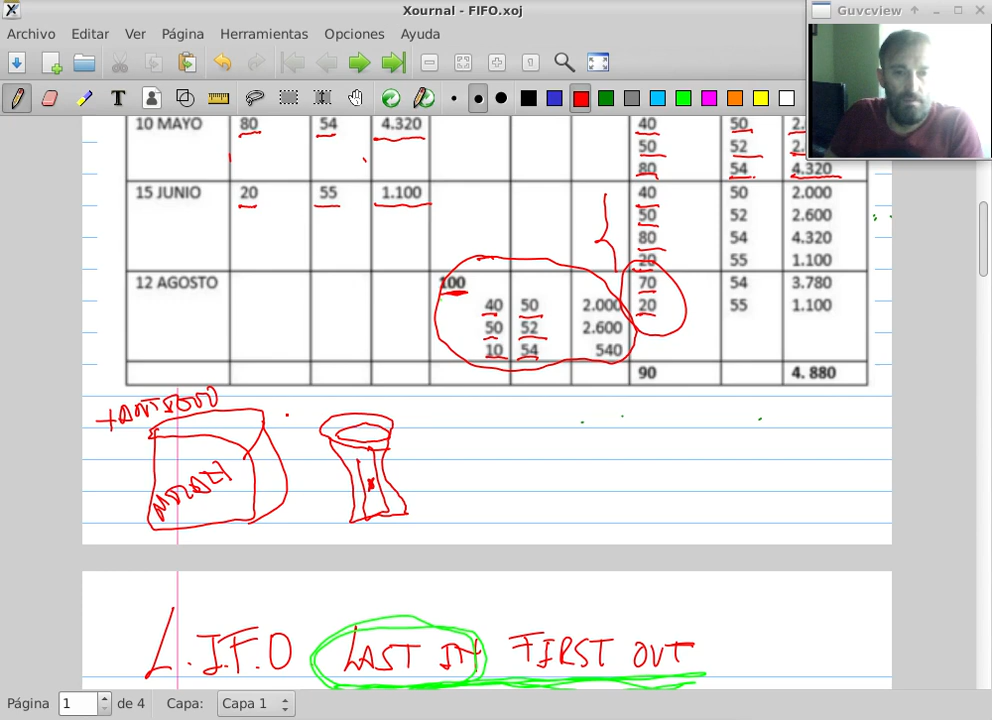 Xournal - FIFO.xoj
Guvcview
Archivo Editar Ver Página Herramientas Opciones Ayuda
T
10 MAYO 80 54 4.320 40 50 2.
50 52 2.
80 54 4.320
15 JUNIO 20 55 1.100 40 50 2.000
50 52 2.600
80 54 4.320
20 55 1.100
12 AGOSTO 100 70 54 3.780
40 50 2.000 20 55 1.100
50 52 2.600
10 54 540
90 4. 880
L.I.F.O LAST IN FIRST OUT
Página 1 de 4 Capa: Capa 1